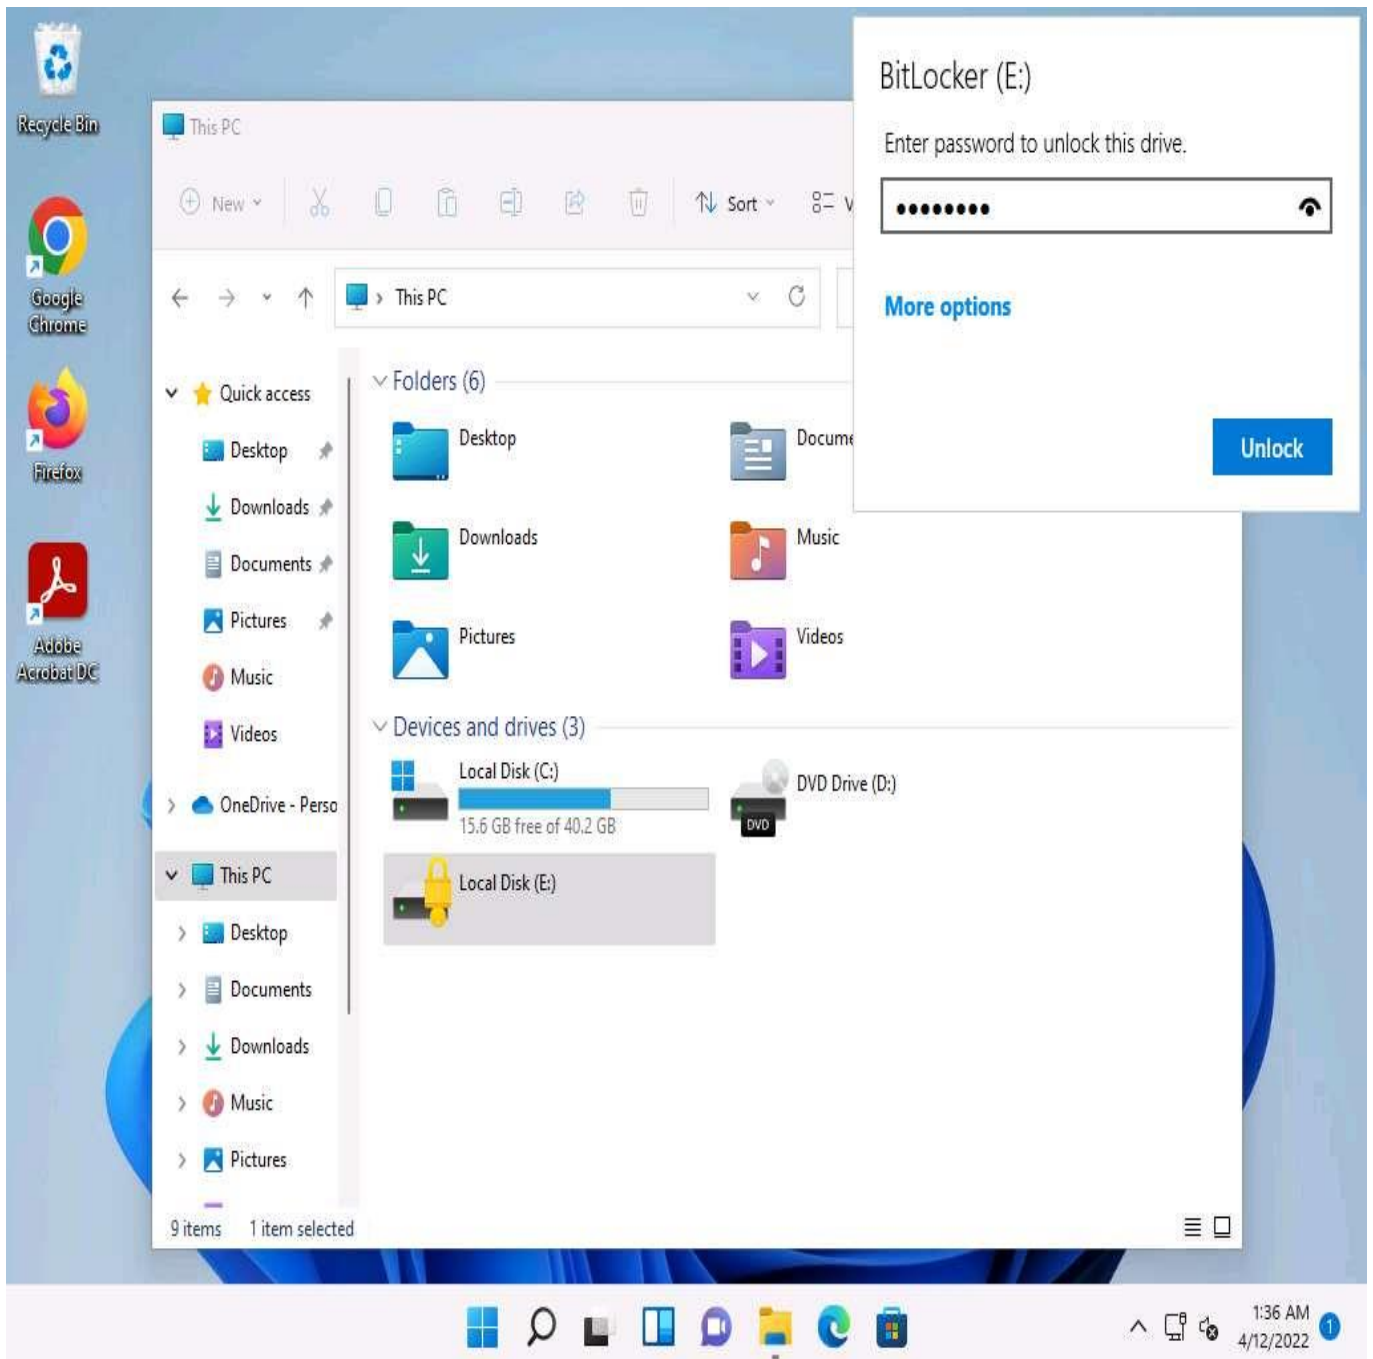 Recycle Bin
Google
Chrome
Firefox
Adobe
Acrobat DC
This PC
New
Sort
V
This PC
Quick access
Desktop
Downloads
Documents
Pictures
Music
Videos
OneDrive - Perso
This PC
Desktop
Documents
Downloads
Music
Pictures
Folders (6)
Desktop
Docume
Downloads
Music
Pictures
Videos
Devices and drives (3)
Local Disk (C:)
15.6 GB free of 40.2 GB
DVD Drive (D:)
DVD
Local Disk (E:)
9 items 1 item selected
BitLocker (E:)
Enter password to unlock this drive.
••••••••
More options
Unlock
1:36 AM
4/12/2022
1